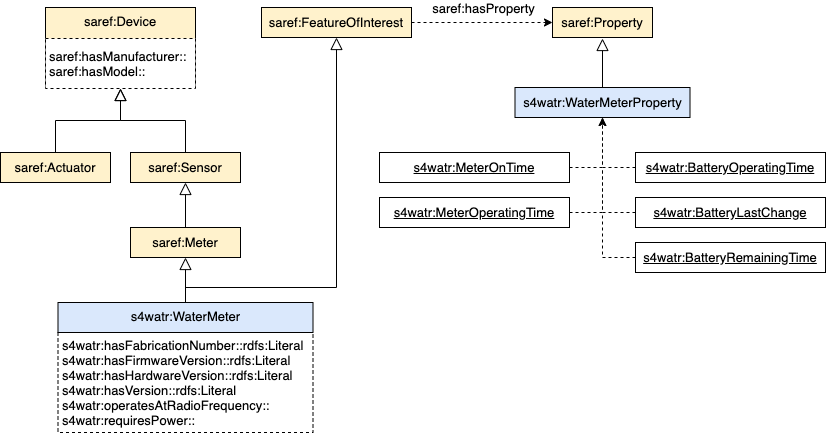 saref:Device
saref:hasManufacturer::
saref:hasModel::
saref:FeatureOfInterest
saref:hasProperty
saref:Property
s4watr:WaterMeterProperty
saref:Actuator
saref:Sensor
s4watr:MeterOnTime
s4watr:BatteryOperatingTime
s4watr:MeterOperatingTime
s4watr:BatteryLastChange
saref:Meter
s4watr:BatteryRemainingTime
s4watr:WaterMeter
s4watr:hasFabricationNumber::rdfs:Literal
s4watr:hasFirmwareVersion::rdfs:Literal
s4watr:hasHardwareVersion::rdfs:Literal
s4watr:hasVersion::rdfs:Literal
s4watr:operatesAtRadioFrequency::
s4watr:requiresPower::